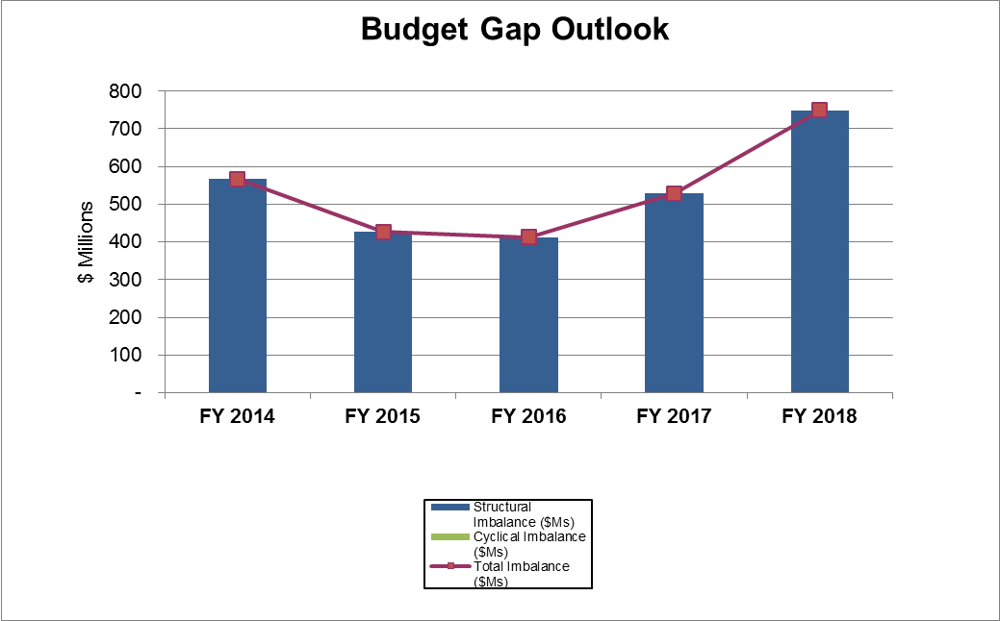 Budget Gap Outlook
$ Millions
800
700
600
500
400
300
200
100
-
FY 2014 FY 2015 FY 2016 FY 2017 FY 2018
Structural
Imbalance ($Ms)
Cyclical Imbalance
($Ms)
Total Imbalance
($Ms)